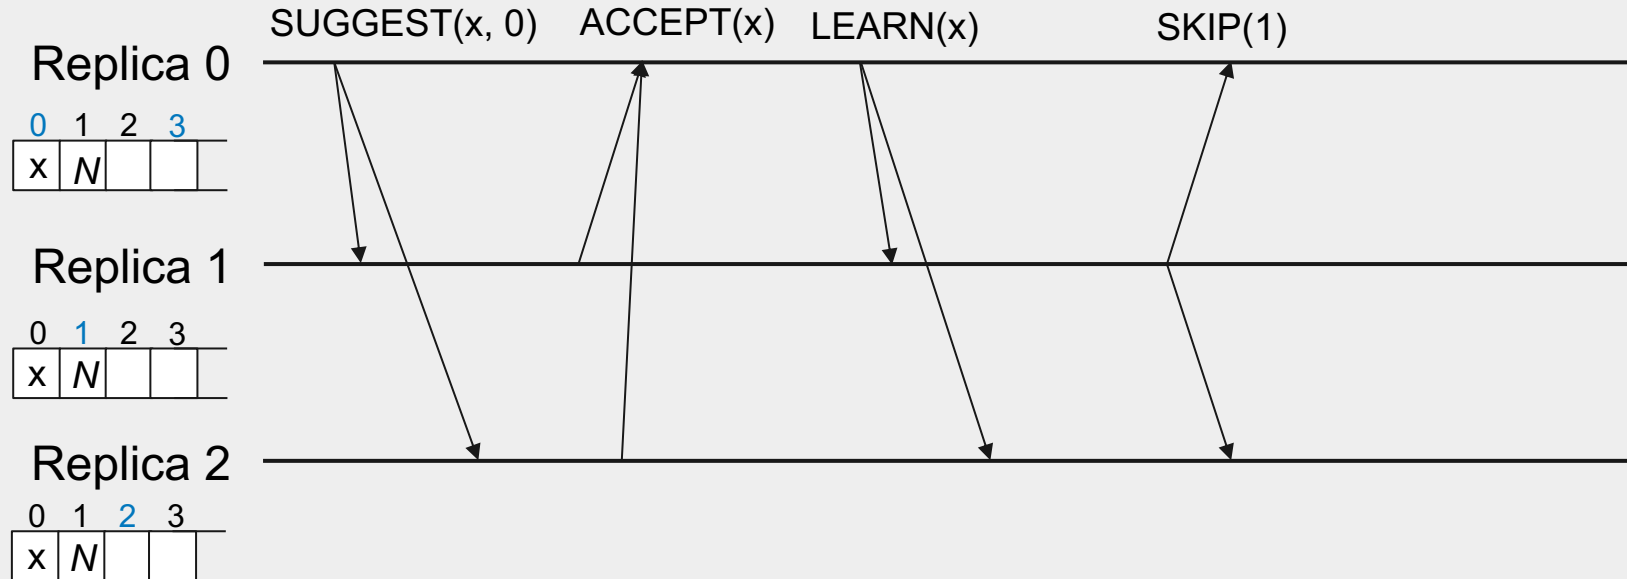 SUGGEST(x, 0) ACCEPT(x) LEARN(x) SKIP(1)
Replica 0
0 1 2 3
x N
Replica 1
0 1 2 3
x N
Replica 2
0 1 2 3
x N